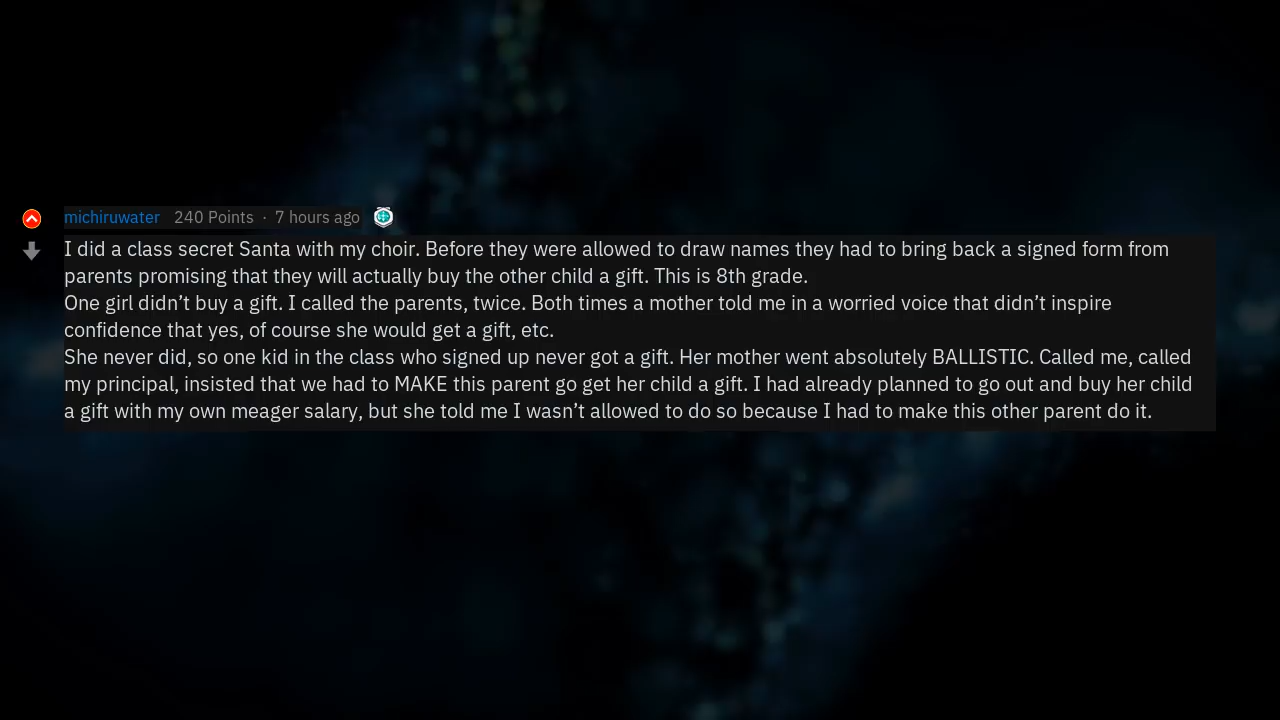 michiruwater 240 Points · 7 hours ago
I did a class secret Santa with my choir. Before they were allowed to draw names they had to bring back a signed form from
parents promising that they will actually buy the other child a gift. This is 8th grade.
One girl didn’t buy a gift. I called the parents, twice. Both times a mother told me in a worried voice that didn’t inspire
confidence that yes, of course she would get a gift, etc.
She never did, so one kid in the class who signed up never got a gift. Her mother went absolutely BALLISTIC. Called me, called
my principal, insisted that we had to MAKE this parent go get her child a gift. I had already planned to go out and buy her child
a gift with my own meager salary, but she told me I wasn’t allowed to do so because I had to make this other parent do it.